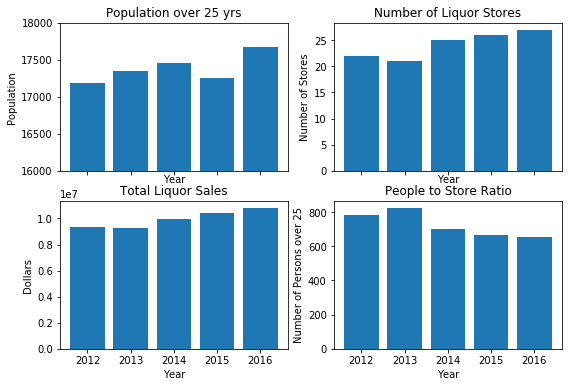 Population over 25 yrs
18000
17500
17000
16500
16000
Population
Year
Number of Liquor Stores
25
20
15
10
5
0
Number of Stores
Year
Total Liquor Sales
1e7
1.0
0.8
0.6
0.4
0.2
0.0
Dollars
2012 2013 2014 2015 2016
Year
People to Store Ratio
800
600
400
200
0
Number of Persons over 25
2012 2013 2014 2015 2016
Year